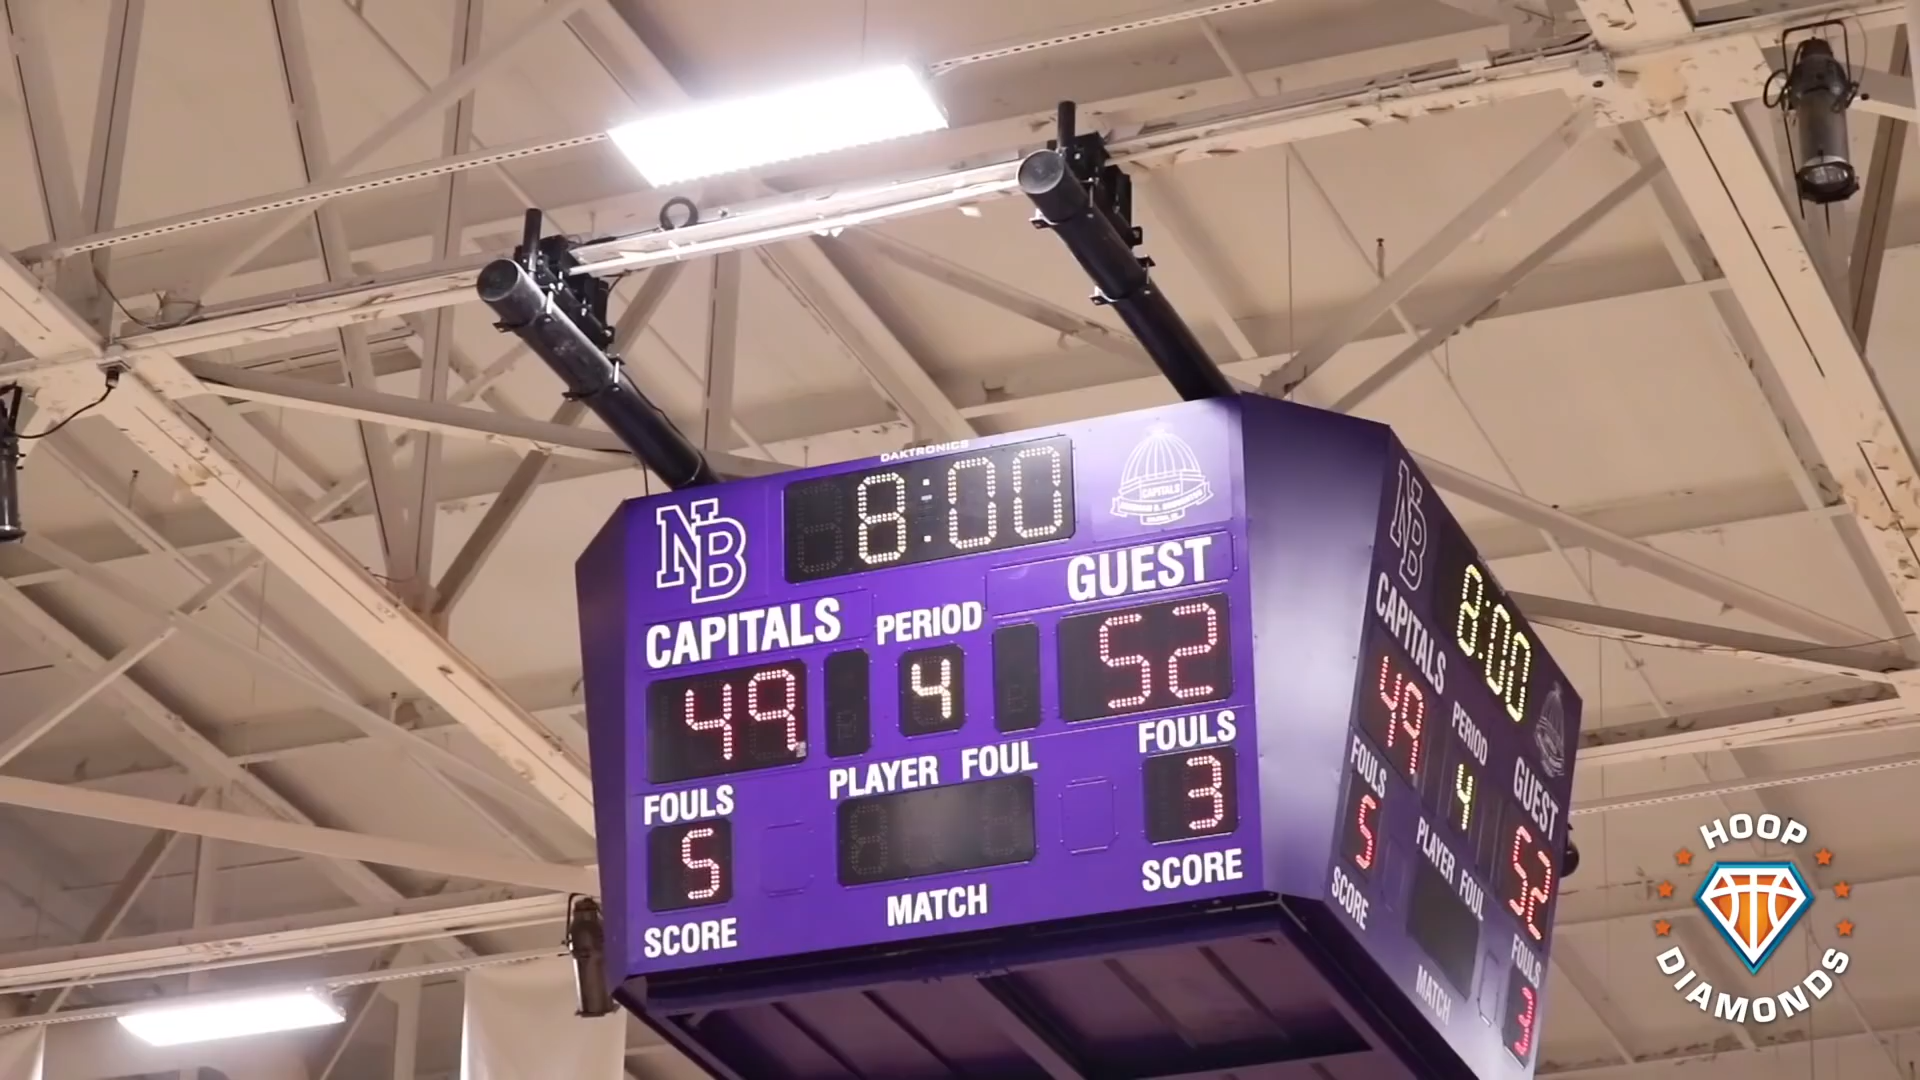 DAKTRONICS
8:00
NB
CAPITALS
CAPITALS
PERIOD
GUEST
49
4
52
FOULS
PLAYER FOUL
FOULS
5
3
SCORE
MATCH
SCORE
NB
8:00
CAPITALS
49
PERIOD
4
GUEST
52
FOULS
5
PLAYER FOUL
FOULS
3
SCORE
MATCH
HOOP
DIAMONDS